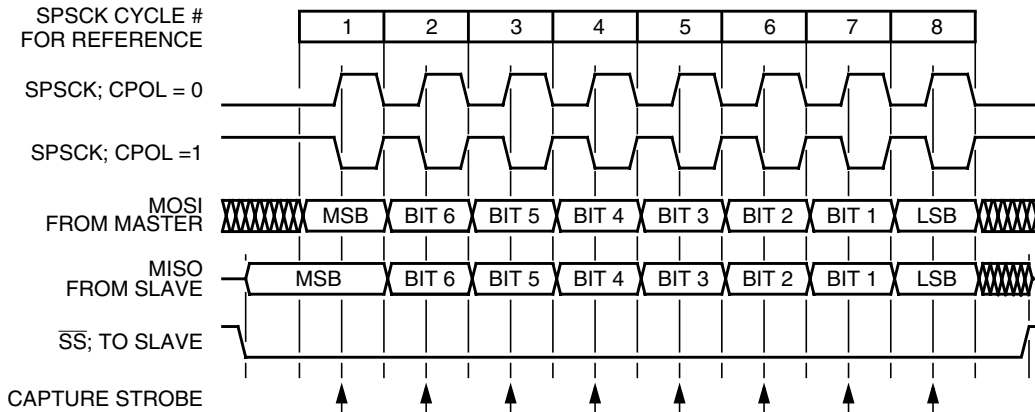 SPSCK CYCLE #
FOR REFERENCE
1 2 3 4 5 6 7 8
SPSCK; CPOL = 0
SPSCK; CPOL =1
MOSI
FROM MASTER
MSB BIT 6 BIT 5 BIT 4 BIT 3 BIT 2 BIT 1 LSB
MISO
FROM SLAVE
MSB BIT 6 BIT 5 BIT 4 BIT 3 BIT 2 BIT 1 LSB
SS; TO SLAVE
CAPTURE STROBE